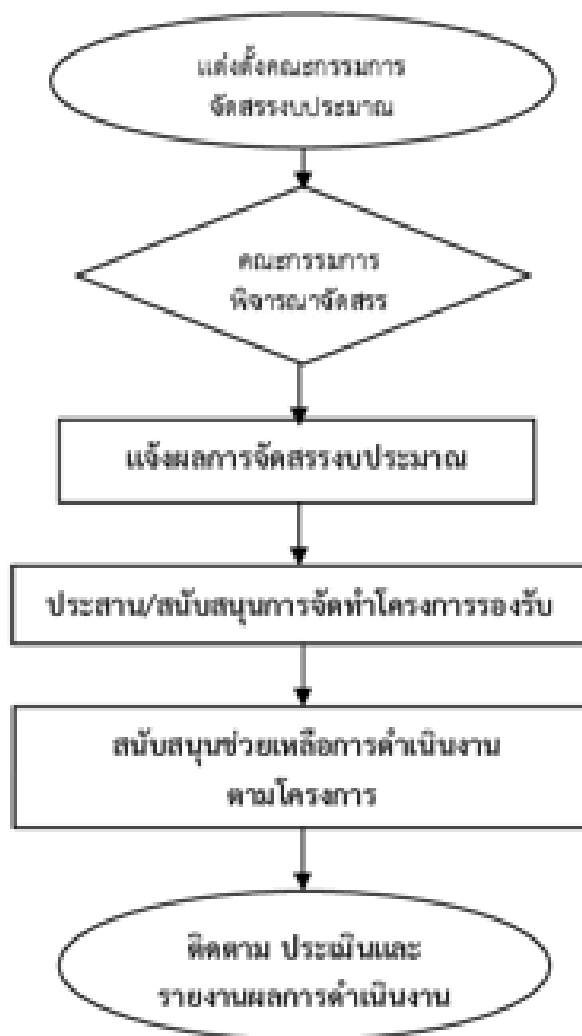 แต่งตั้งคณะกรรมการ
จัดสรรงบประมาณ
คณะกรรมการ
พิจารณาจัดสรร
แจ้งผลการจัดสรรงบประมาณ
ประสาน/สนับสนุนการจัดทำโครงการรองรับ
สนับสนุนช่วยเหลือการดำเนินงาน
ตามโครงการ
ติดตาม ประเมินและ
รายงานผลการดำเนินงาน